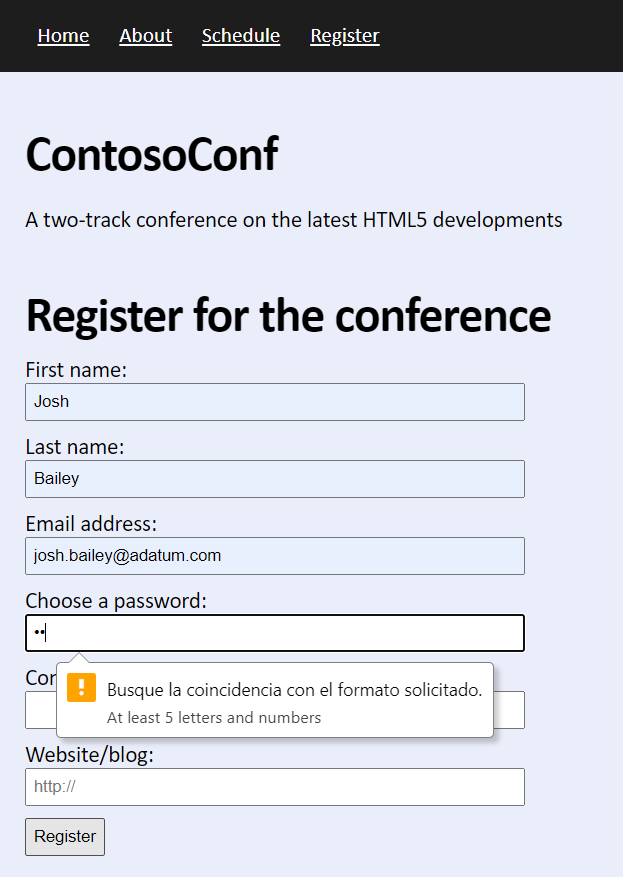 Home About Schedule Register
ContosoConf
A two-track conference on the latest HTML5 developments
Register for the conference
First name:
Josh
Last name:
Bailey
Email address:
josh.bailey@adatum.com
Choose a password:
••
Busque la coincidencia con el formato solicitado.
At least 5 letters and numbers
Website/blog:
http://
Register